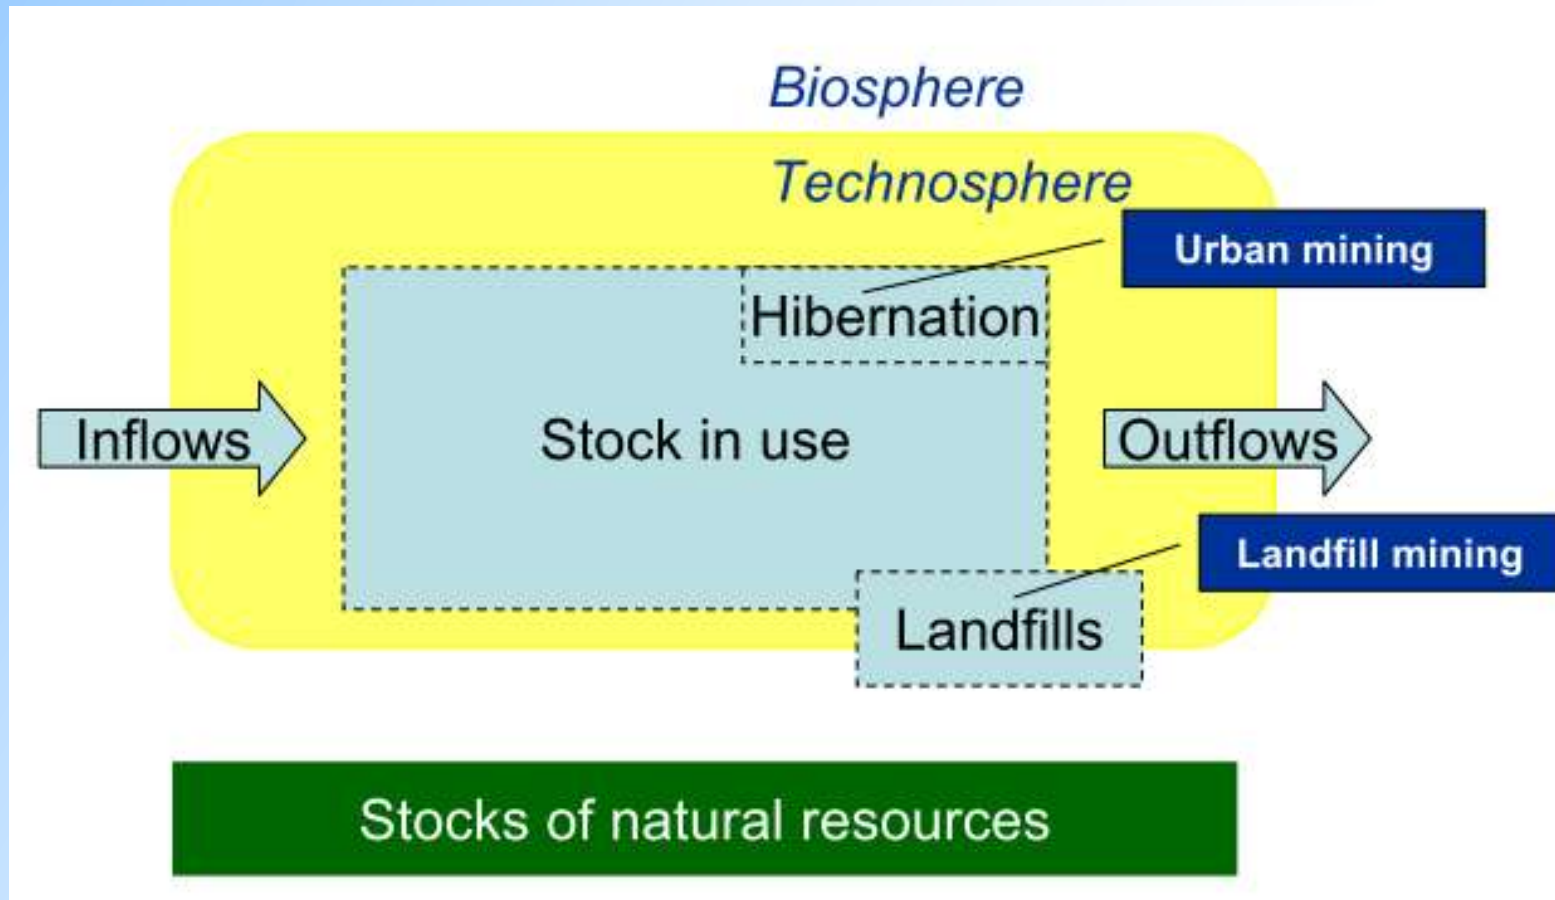 Biosphere
Technosphere
Urban mining
Hibernation
Inflows
Stock in use
Outflows
Landfill mining
Landfills
Stocks of natural resources